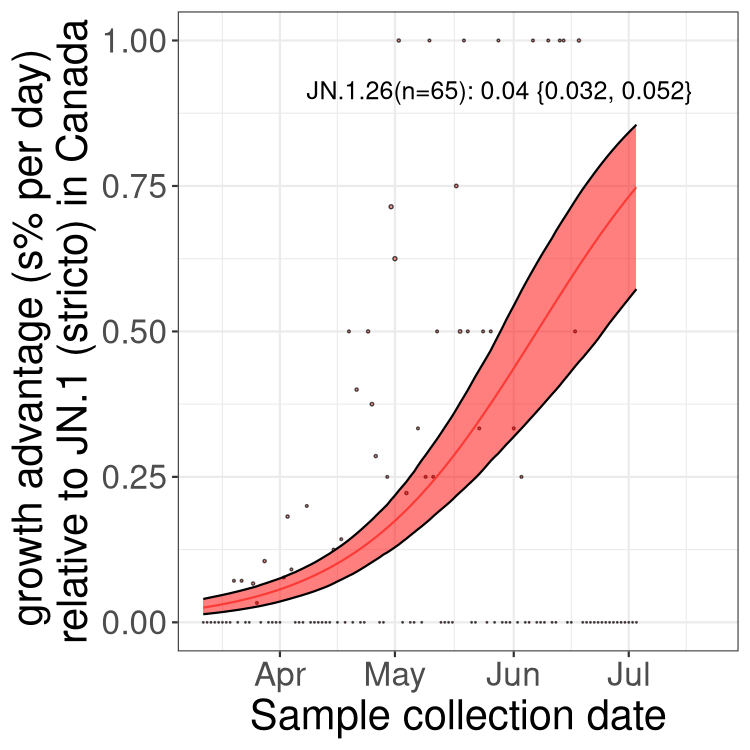 growth advantage (s% per day)
relative to JN.1 (stricto) in Canada
1.00
0.75
0.50
0.25
0.00
JN.1.26(n=65): 0.04 {0.032, 0.052}
Apr May Jun Jul
Sample collection date